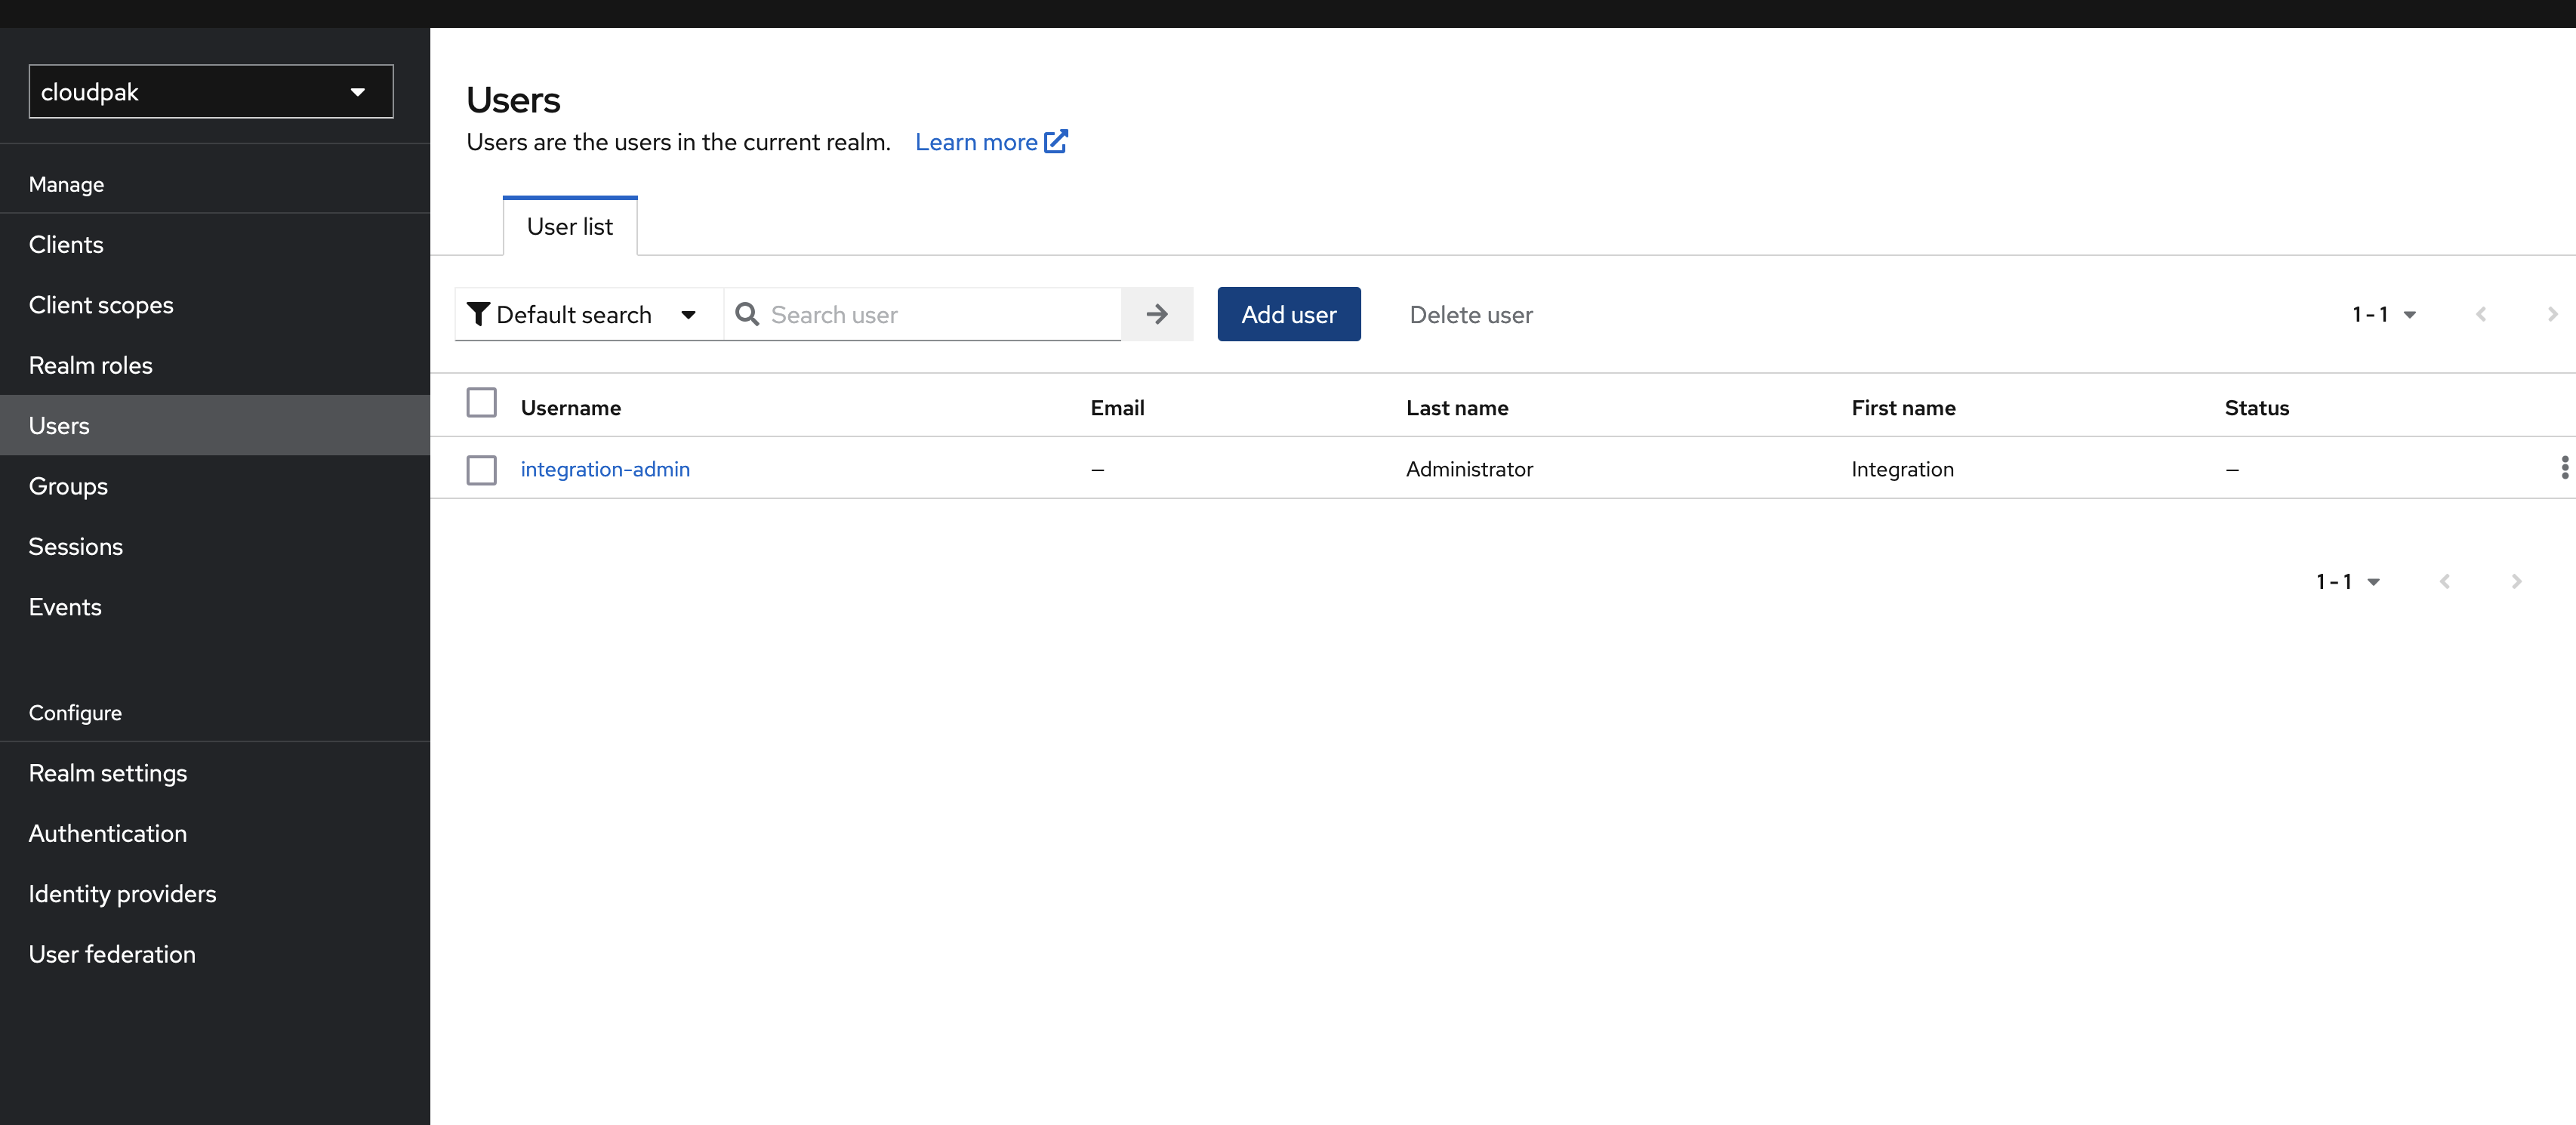 cloudpak
Manage
Clients
Client scopes
Realm roles
Users
Groups
Sessions
Events
Configure
Realm settings
Authentication
Identity providers
User federation
Users
Users are the users in the current realm. Learn more
User list
Default search Search user Add user Delete user 1 - 1
Username Email Last name First name Status
integration-admin – Administrator Integration –
1 - 1